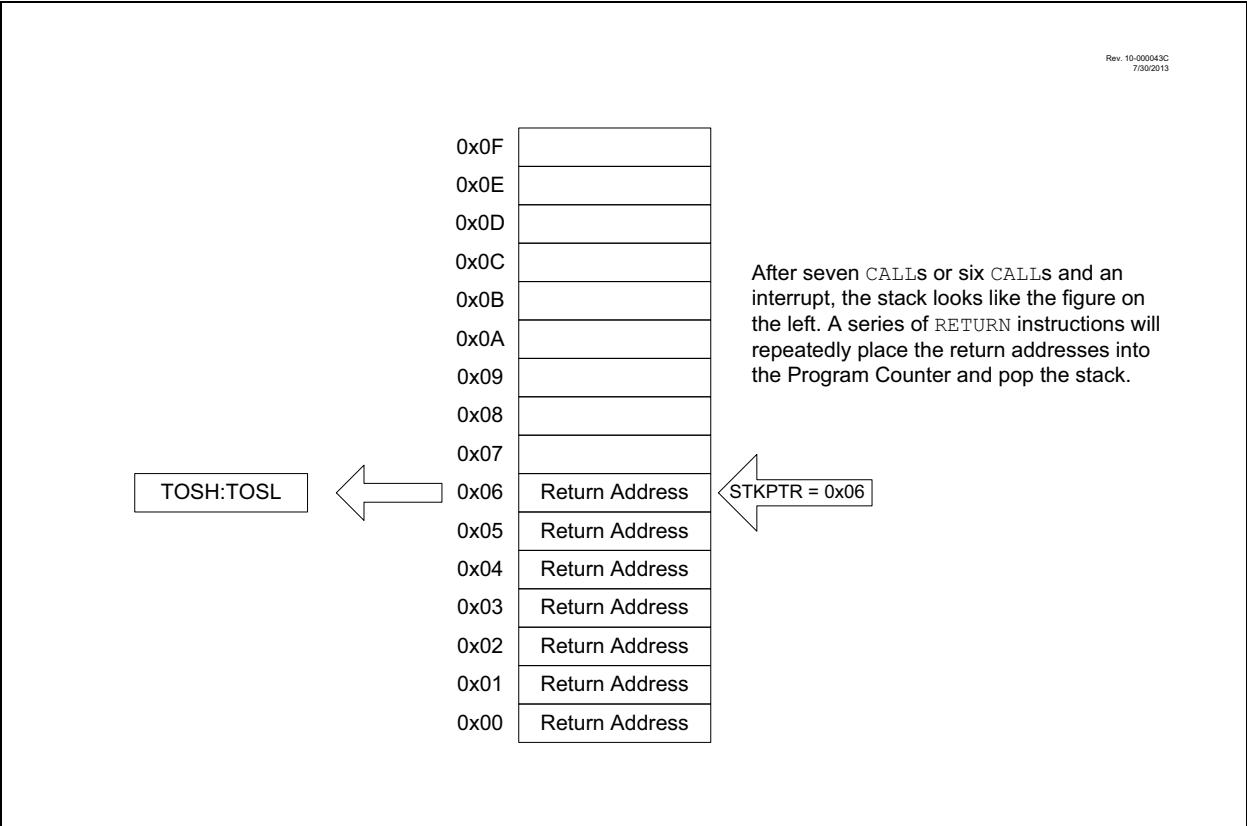 Rev. 10-000043C
7/30/2013
0x0F
0x0E
0x0D
0x0C
0x0B
0x0A
0x09
0x08
0x07
After seven CALLs or six CALLs and an
interrupt, the stack looks like the figure on
the left. A series of RETURN instructions will
repeatedly place the return addresses into
the Program Counter and pop the stack.
TOSH:TOSL 0x06 Return Address STKPTR = 0x06
0x05 Return Address
0x04 Return Address
0x03 Return Address
0x02 Return Address
0x01 Return Address
0x00 Return Address